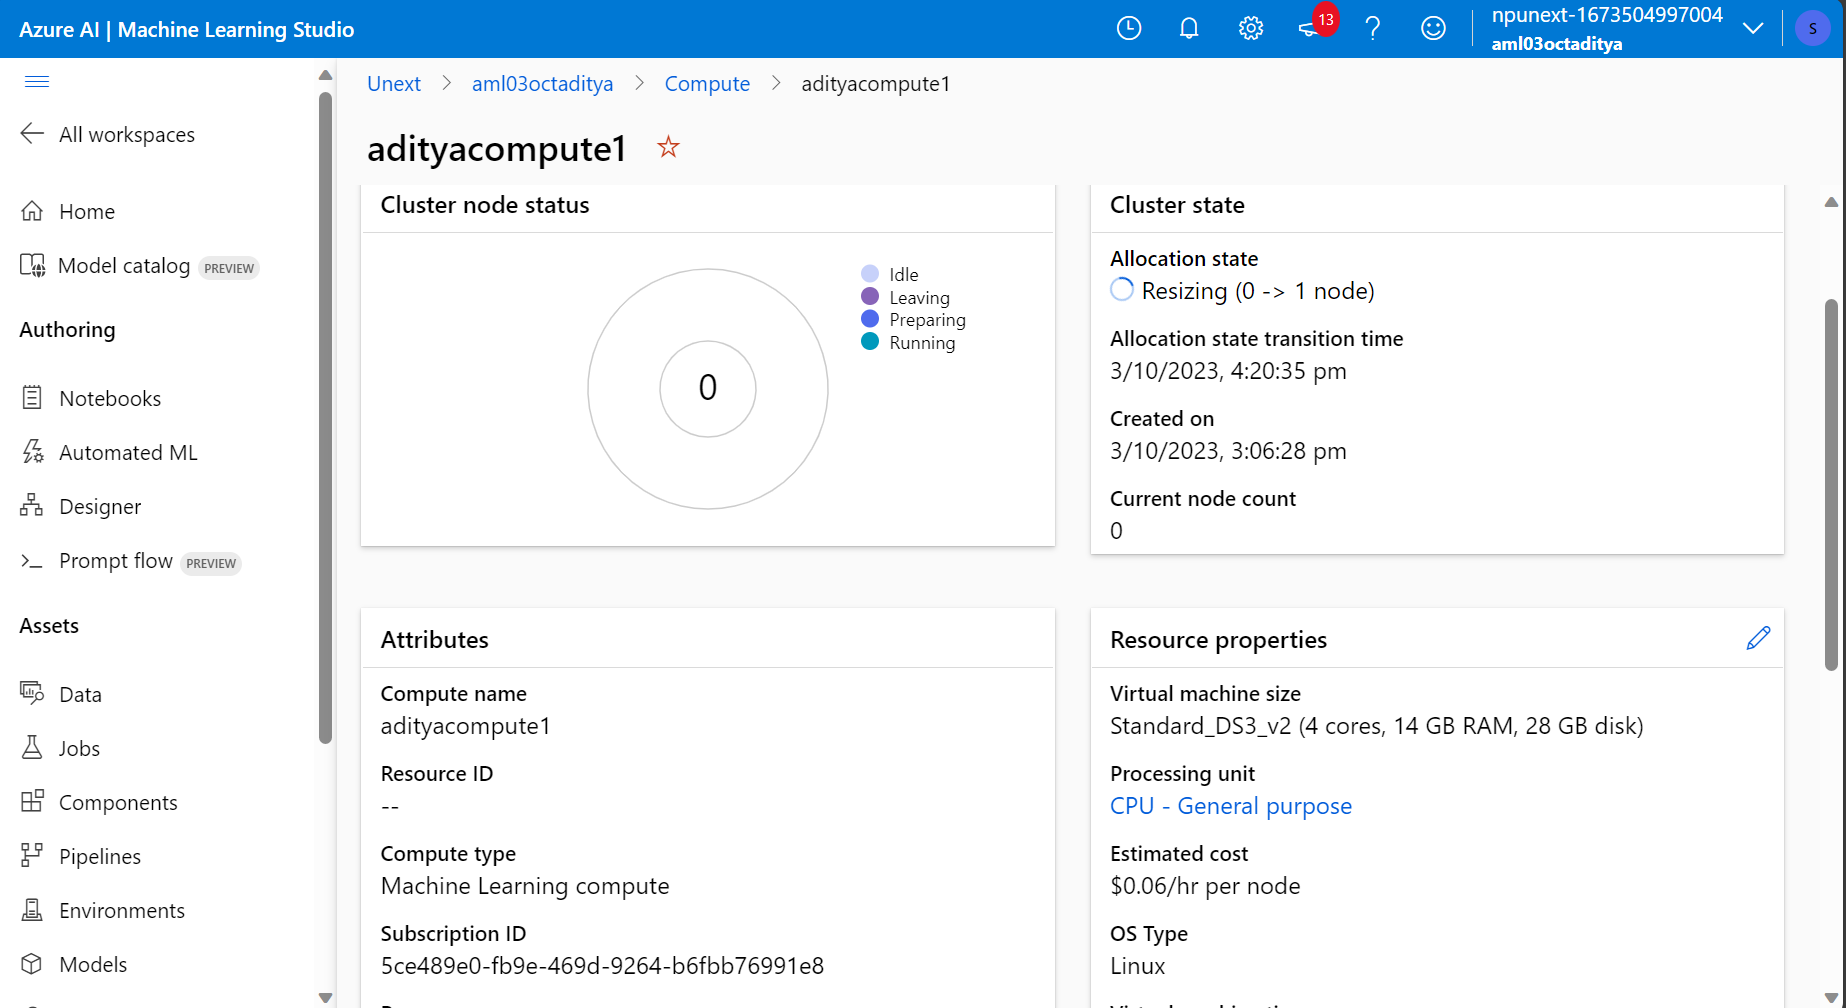 Azure AI | Machine Learning Studio
13
npunext-1673504997004
aml03octaditya
S
All workspaces
Home
Model catalog PREVIEW
Authoring
Notebooks
Automated ML
Designer
Prompt flow PREVIEW
Assets
Data
Jobs
Components
Pipelines
Environments
Models
Unext > aml03octaditya > Compute > adityacompute1
adityacompute1
Cluster node status
0
Idle
Leaving
Preparing
Running
Cluster state
Allocation state
Resizing (0 -> 1 node)
Allocation state transition time
3/10/2023, 4:20:35 pm
Created on
3/10/2023, 3:06:28 pm
Current node count
0
Attributes
Compute name
adityacompute1
Resource ID
--
Compute type
Machine Learning compute
Subscription ID
5ce489e0-fb9e-469d-9264-b6fbb76991e8
Resource properties
Virtual machine size
Standard_DS3_v2 (4 cores, 14 GB RAM, 28 GB disk)
Processing unit
CPU - General purpose
Estimated cost
$0.06/hr per node
OS Type
Linux